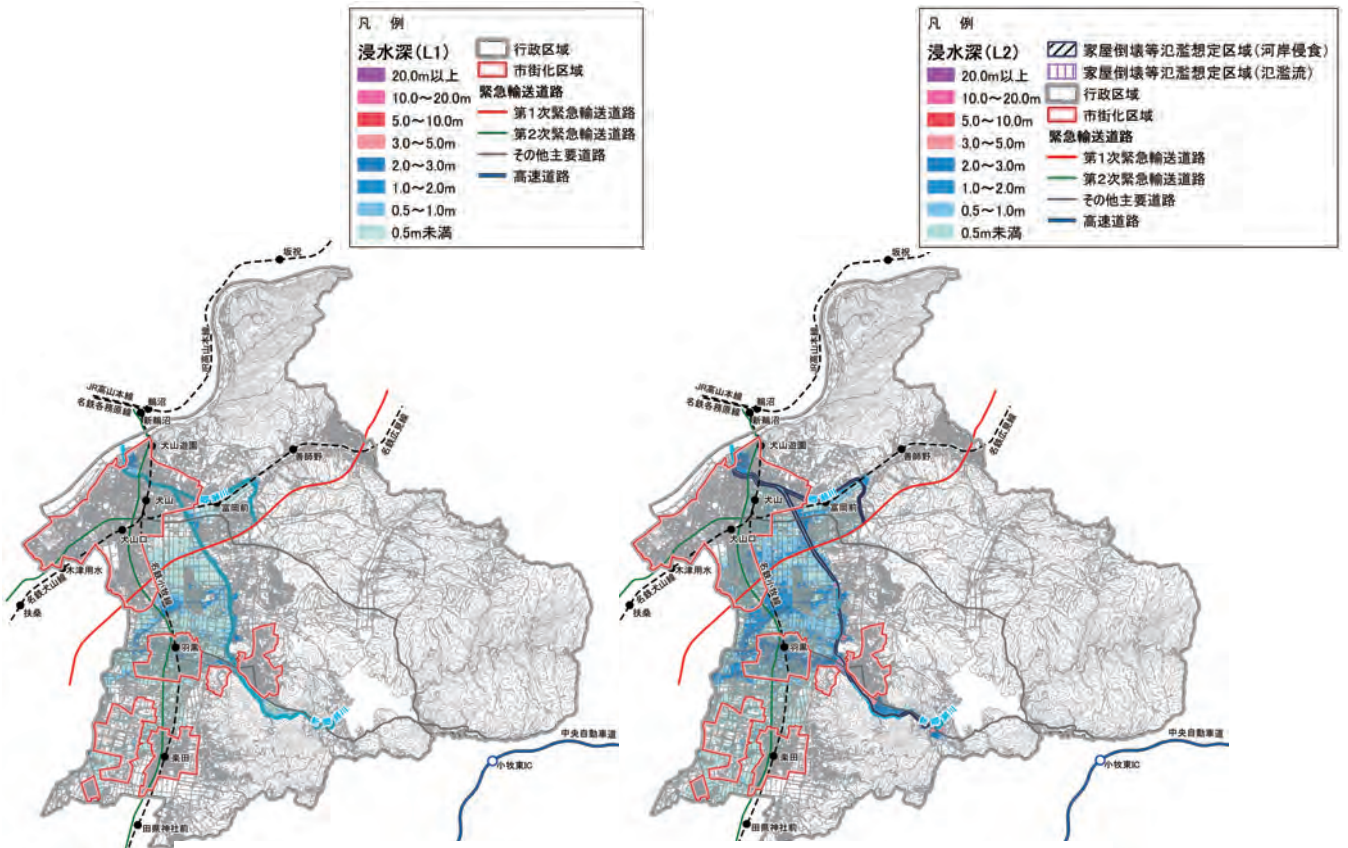 凡 例
浸水深(L1)
20.0m以上
10.0～20.0m
5.0～10.0m
3.0～5.0m
2.0～3.0m
1.0～2.0m
0.5～1.0m
0.5m未満
行政区域
市街化区域
緊急輸送道路
第1次緊急輸送道路
第2次緊急輸送道路
その他主要道路
高速道路
坂祝
JR高山本線
JR高山本線
名鉄各務原線
鵜沼
新鵜沼
犬山遊園
善師野
名鉄広見線
犬山
富岡前
犬山口
木津用水
名鉄犬山線
扶桑
名鉄小牧線
羽黒
楽田
田県神社前
中央自動車道
小牧東IC
凡 例
浸水深(L2)
20.0m以上
10.0～20.0m
5.0～10.0m
3.0～5.0m
2.0～3.0m
1.0～2.0m
0.5～1.0m
0.5m未満
家屋倒壊等氾濫想定区域(河岸侵食)
家屋倒壊等氾濫想定区域(氾濫流)
行政区域
市街化区域
緊急輸送道路
第1次緊急輸送道路
第2次緊急輸送道路
その他主要道路
高速道路
坂祝
JR高山本線
JR高山本線
名鉄各務原線
鵜沼
新鵜沼
犬山遊園
善師野
名鉄広見線
犬山
富岡前
犬山口
木津用水
名鉄犬山線
扶桑
名鉄小牧線
羽黒
楽田
田県神社前
中央自動車道
小牧東IC